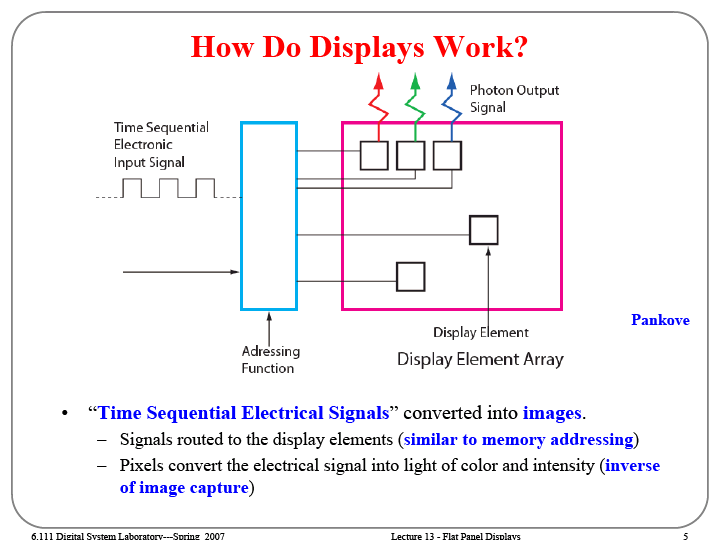 How Do Displays Work?
Photon Output
Signal
Time Sequential
Electronic
Input Signal
Pankove
Display Element
Adressing
Function
Display Element Array
• “Time Sequential Electrical Signals” converted into images.
– Signals routed to the display elements (similar to memory addressing)
– Pixels convert the electrical signal into light of color and intensity (inverse
of image capture)
6.111 Digital System Laboratory---Spring 2007
Lecture 13 - Flat Panel Displays
5